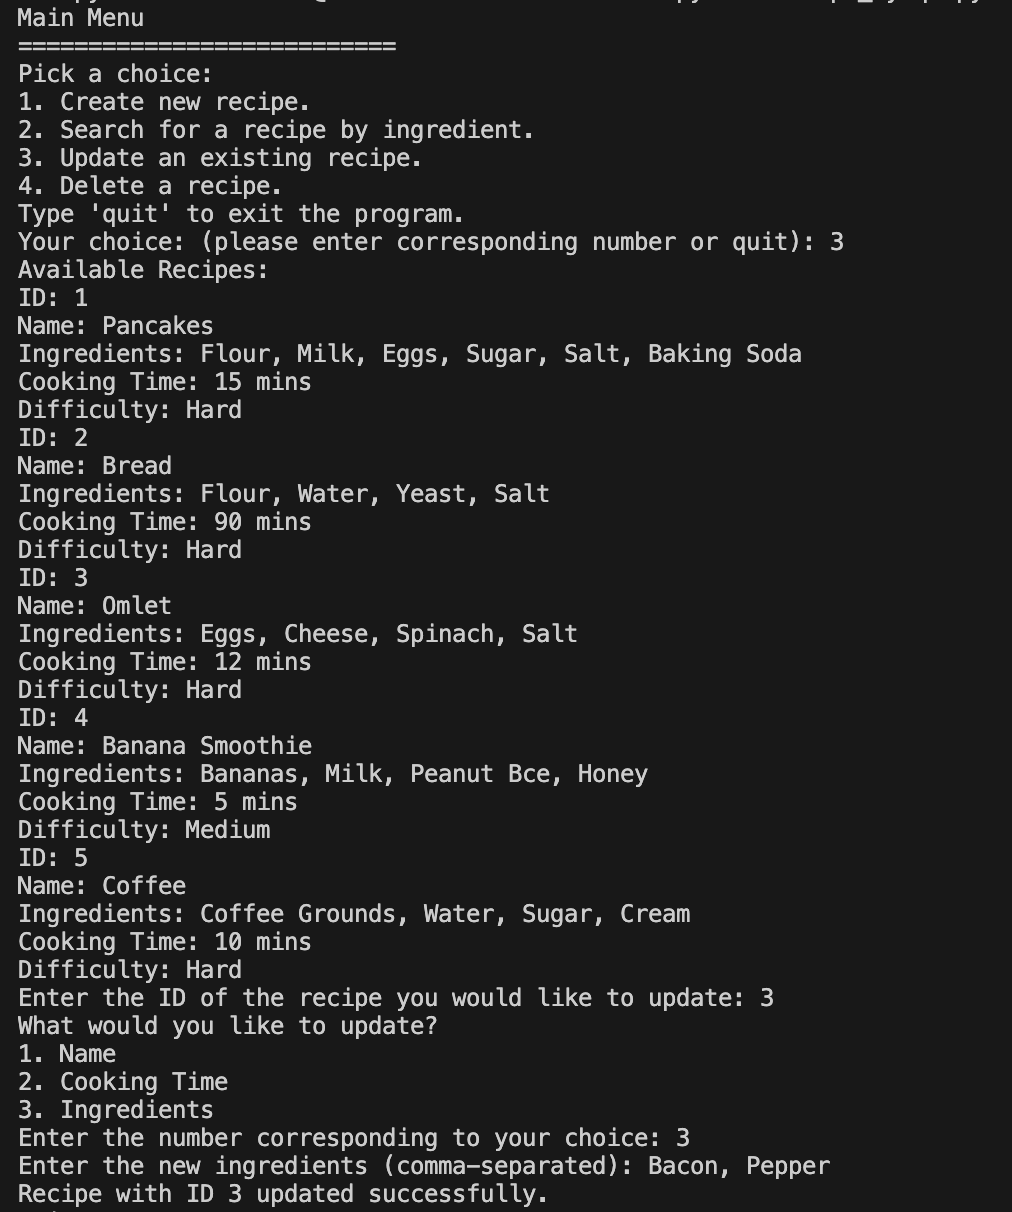 Main Menu
===========================
Pick a choice:
1. Create new recipe.
2. Search for a recipe by ingredient.
3. Update an existing recipe.
4. Delete a recipe.
Type 'quit' to exit the program.
Your choice: (please enter corresponding number or quit): 3
Available Recipes:
ID: 1
Name: Pancakes
Ingredients: Flour, Milk, Eggs, Sugar, Salt, Baking Soda
Cooking Time: 15 mins
Difficulty: Hard
ID: 2
Name: Bread
Ingredients: Flour, Water, Yeast, Salt
Cooking Time: 90 mins
Difficulty: Hard
ID: 3
Name: Omlet
Ingredients: Eggs, Cheese, Spinach, Salt
Cooking Time: 12 mins
Difficulty: Hard
ID: 4
Name: Banana Smoothie
Ingredients: Bananas, Milk, Peanut Bce, Honey
Cooking Time: 5 mins
Difficulty: Medium
ID: 5
Name: Coffee
Ingredients: Coffee Grounds, Water, Sugar, Cream
Cooking Time: 10 mins
Difficulty: Hard
Enter the ID of the recipe you would like to update: 3
What would you like to update?
1. Name
2. Cooking Time
3. Ingredients
Enter the number corresponding to your choice: 3
Enter the new ingredients (comma-separated): Bacon, Pepper
Recipe with ID 3 updated successfully.